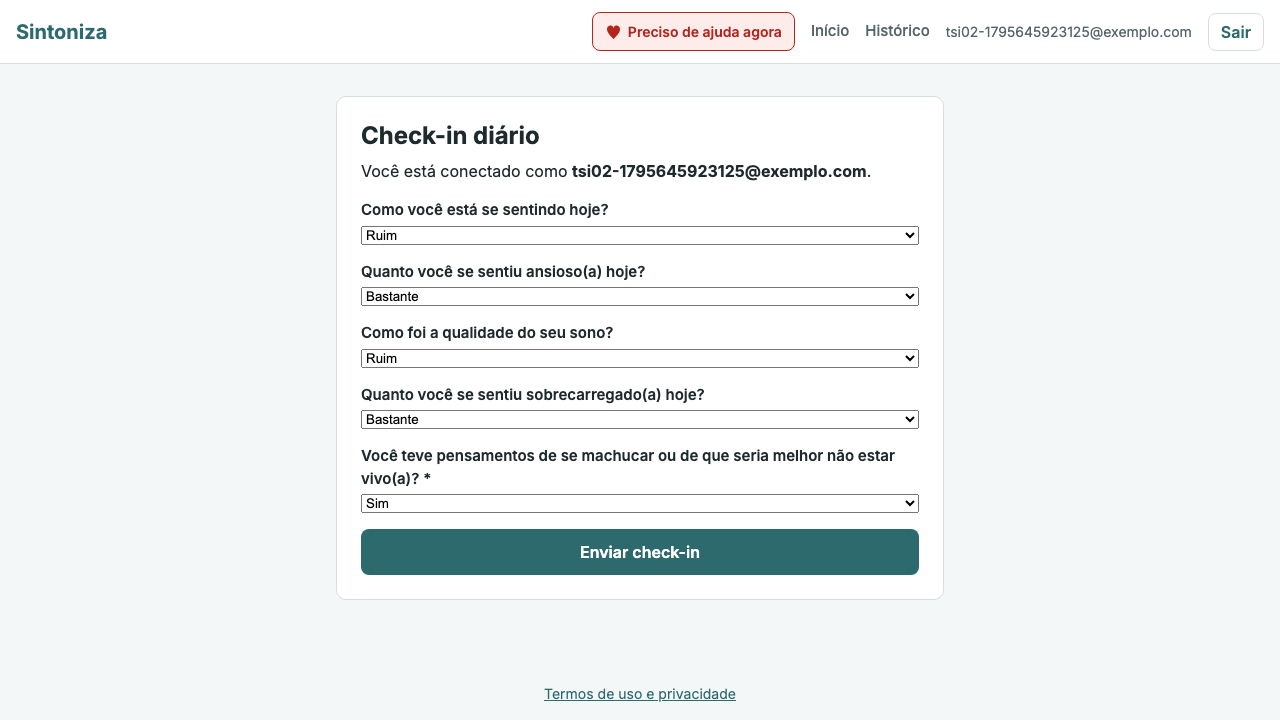 Sintoniza
Preciso de ajuda agora
Início
Histórico
tsi02-1795645923125@exemplo.com
Sair
Check-in diário
Você está conectado como tsi02-1795645923125@exemplo.com.
Como você está se sentindo hoje?
Ruim
Quanto você se sentiu ansioso(a) hoje?
Bastante
Como foi a qualidade do seu sono?
Ruim
Quanto você se sentiu sobrecarregado(a) hoje?
Bastante
Você teve pensamentos de se machucar ou de que seria melhor não estar
vivo(a)? *
Sim
Enviar check-in
Termos de uso e privacidade